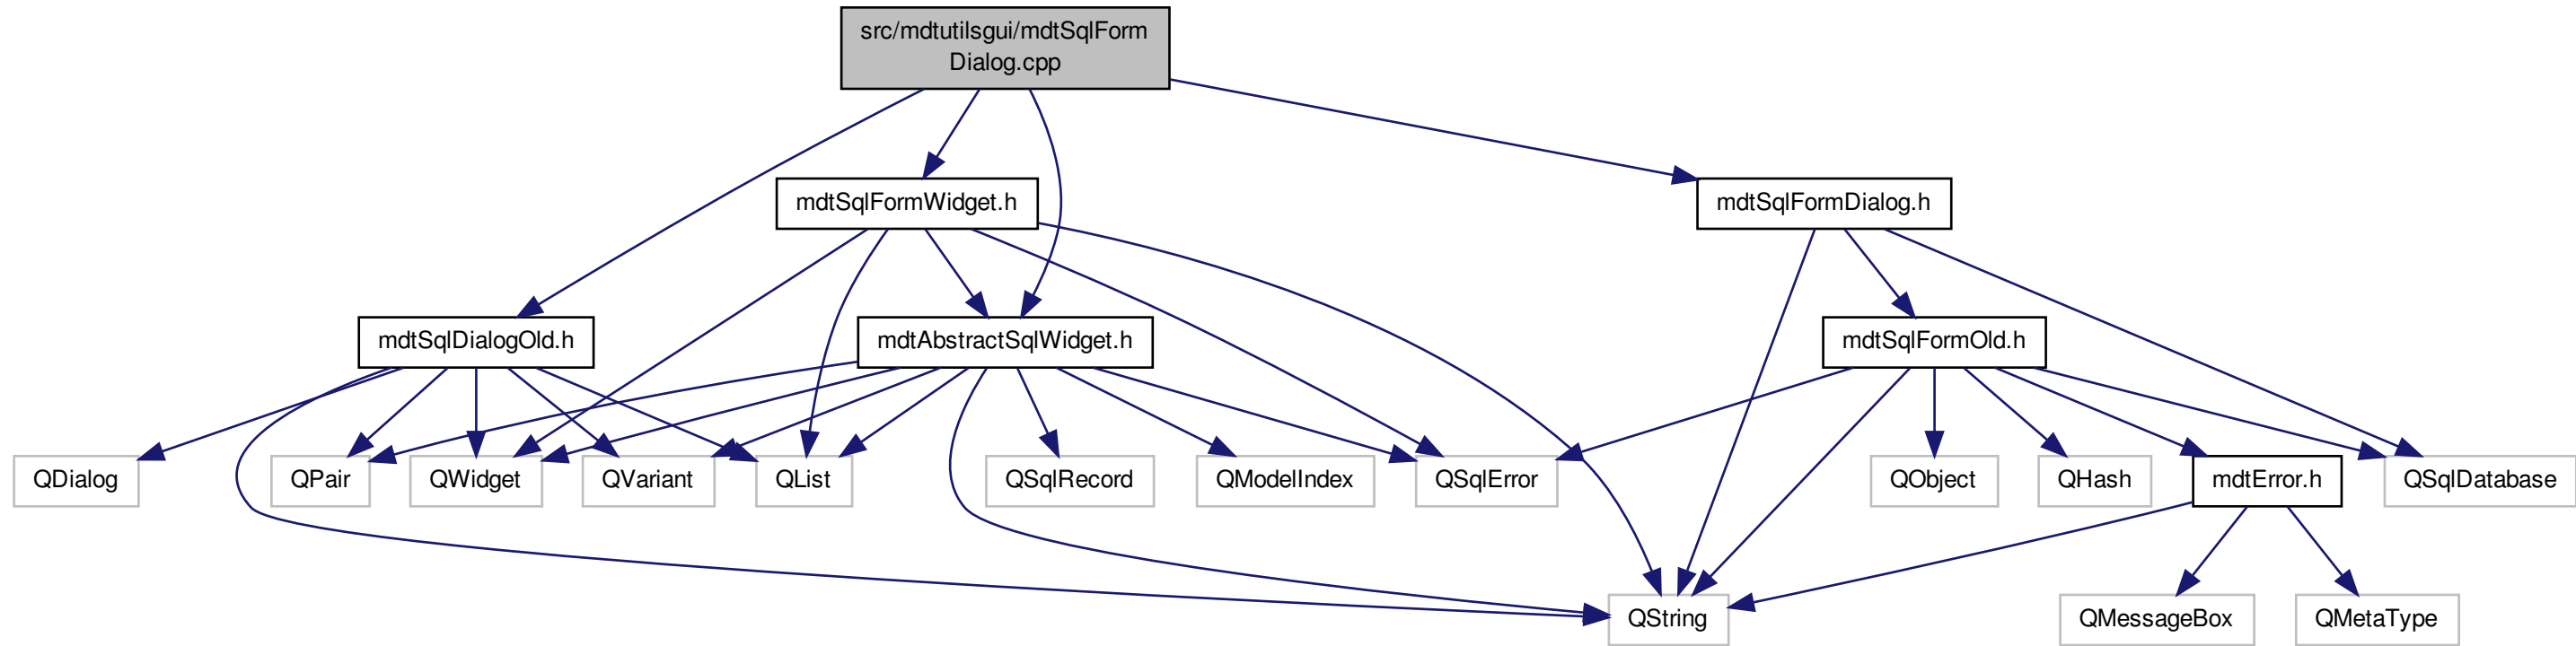 src/mdtutilsgui/mdtSqlForm
Dialog.cpp
mdtSqlFormWidget.h
mdtSqlFormDialog.h
mdtSqlDialogOld.h
mdtAbstractSqlWidget.h
mdtSqlFormOld.h
QDialog
QPair
QWidget
QVariant
QList
QSqlRecord
QModelIndex
QSqlError
QObject
QHash
mdtError.h
QSqlDatabase
QString
QMessageBox
QMetaType